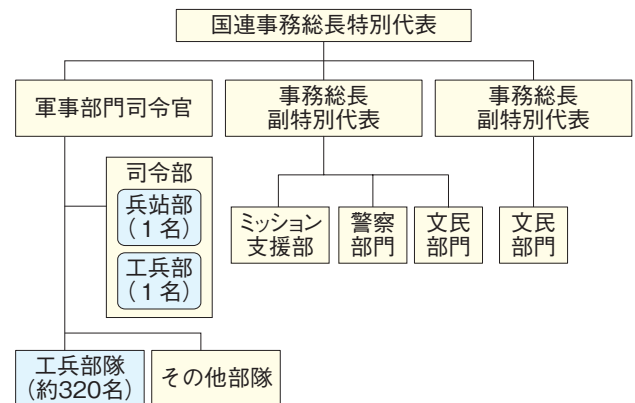 国連事務総長特別代表
軍事部門司令官
事務総長
副特別代表
事務総長
副特別代表
司令部
兵站部
（１名）
工兵部
（１名）
ミッション
支援部
警察
部門
文民
部門
文民
部門
工兵部隊
（約320名）
その他部隊